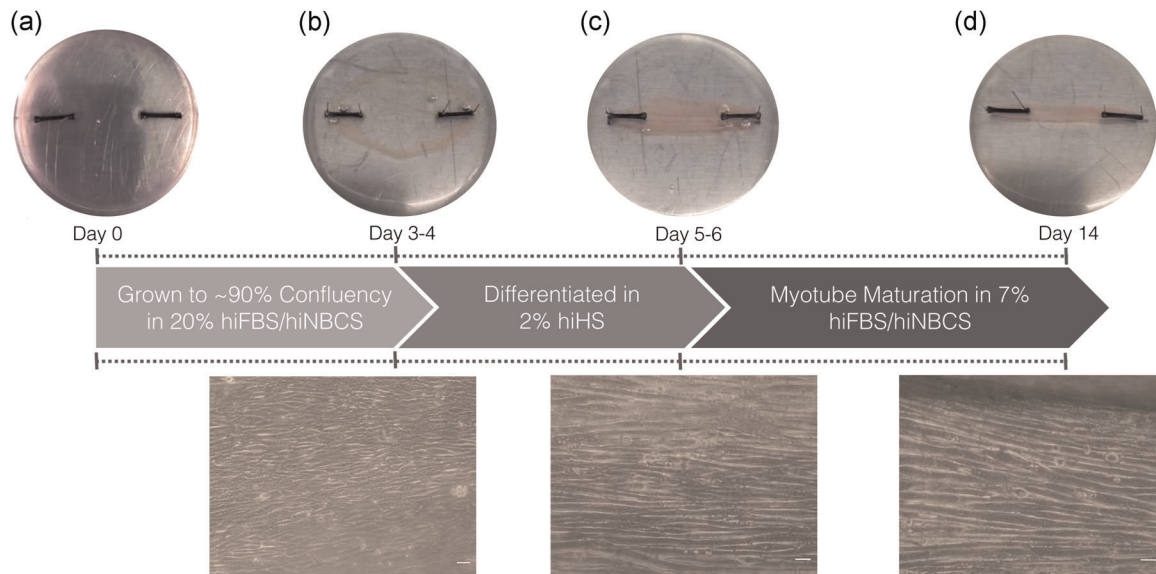 (a)
(b)
(c)
(d)
Day 0
Day 3-4
Day 5-6
Day 14
Grown to ~90% Confluency
in 20% hiFBS/hiNBCS
Differentiated in
2% hiHS
Myotube Maturation in 7%
hiFBS/hiNBCS